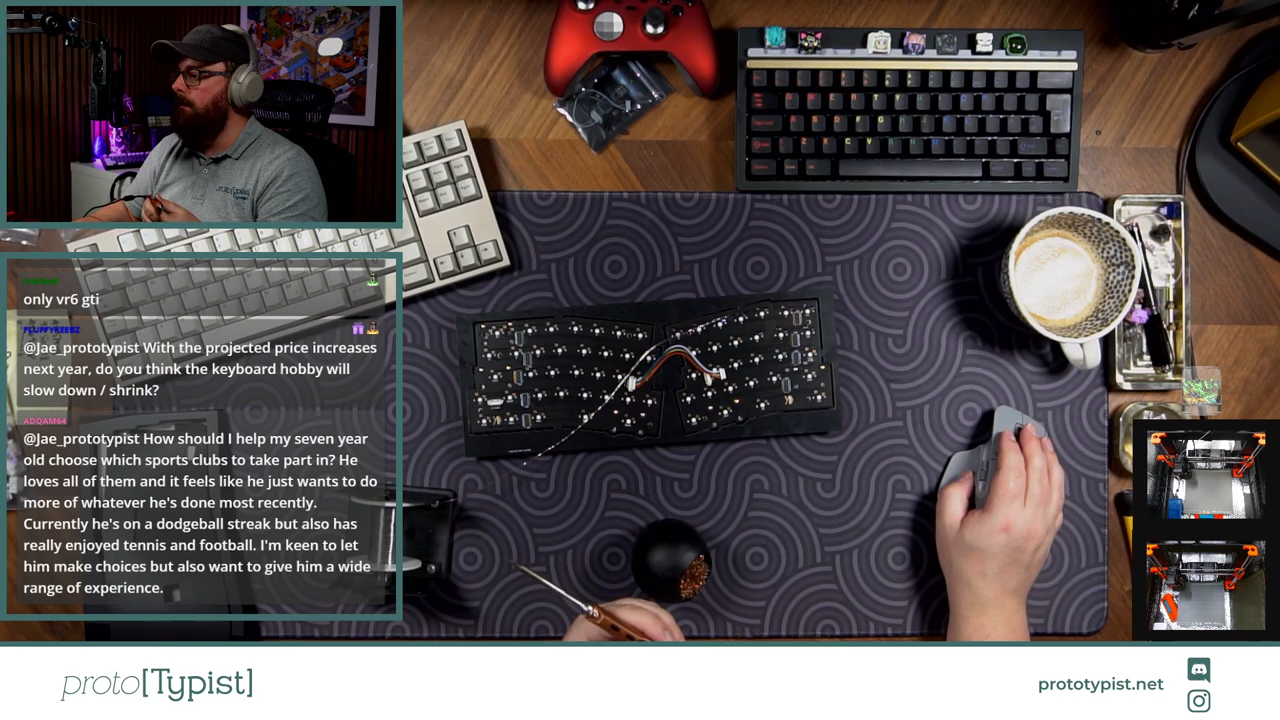 only vr6 gti
FLUFFYKEEBZ
@Jae_prototypist With the projected price increases
next year, do you think the keyboard hobby will
slow down / shrink?
AOQAM64
@Jae_prototypist How should I help my seven year
old choose which sports clubs to take part in? He
loves all of them and it feels like he just wants to do
more of whatever he's done most recently.
Currently he's on a dodgeball streak but also has
really enjoyed tennis and football. I'm keen to let
him make choices but also want to give him a wide
range of experience.
proto[Typist]
prototypist.net